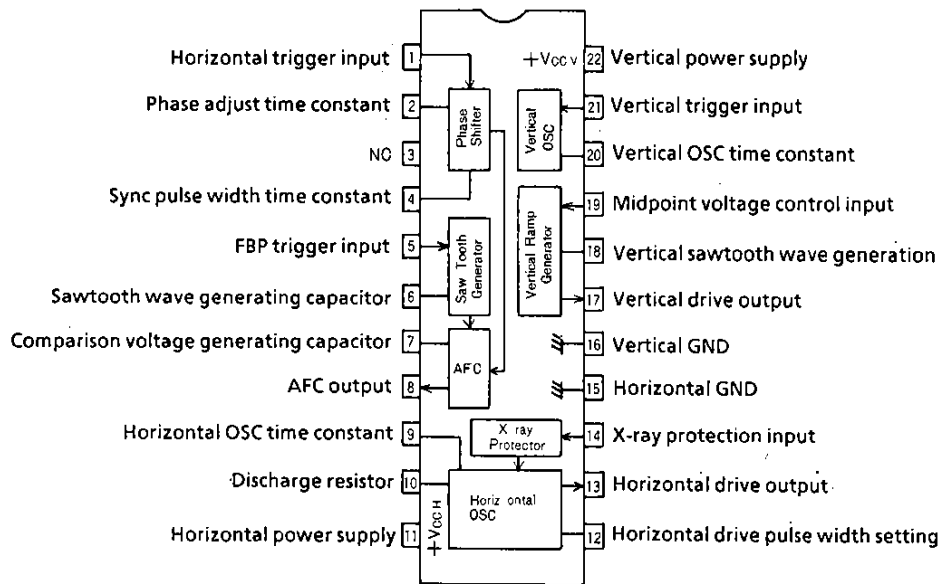 Horizontal trigger input
1
Phase adjust time constant
2
NC
3
Sync pulse width time constant
4
FBP trigger input
5
Sawtooth wave generating capacitor
6
Comparison voltage generating capacitor
7
AFC output
8
Horizontal OSC time constant
9
Discharge resistor
10
Horizontal power supply
11
Phase
Shifter
Saw Tooth
Generator
AFC
+VCC H
+VCC V
Vertical
OSC
Vertical Ramp
Generator
X ray
Protector
Horizontal
OSC
22
Vertical power supply
21
Vertical trigger input
20
Vertical OSC time constant
19
Midpoint voltage control input
18
Vertical sawtooth wave generation
17
Vertical drive output
16
Vertical GND
15
Horizontal GND
14
X-ray protection input
13
Horizontal drive output
12
Horizontal drive pulse width setting